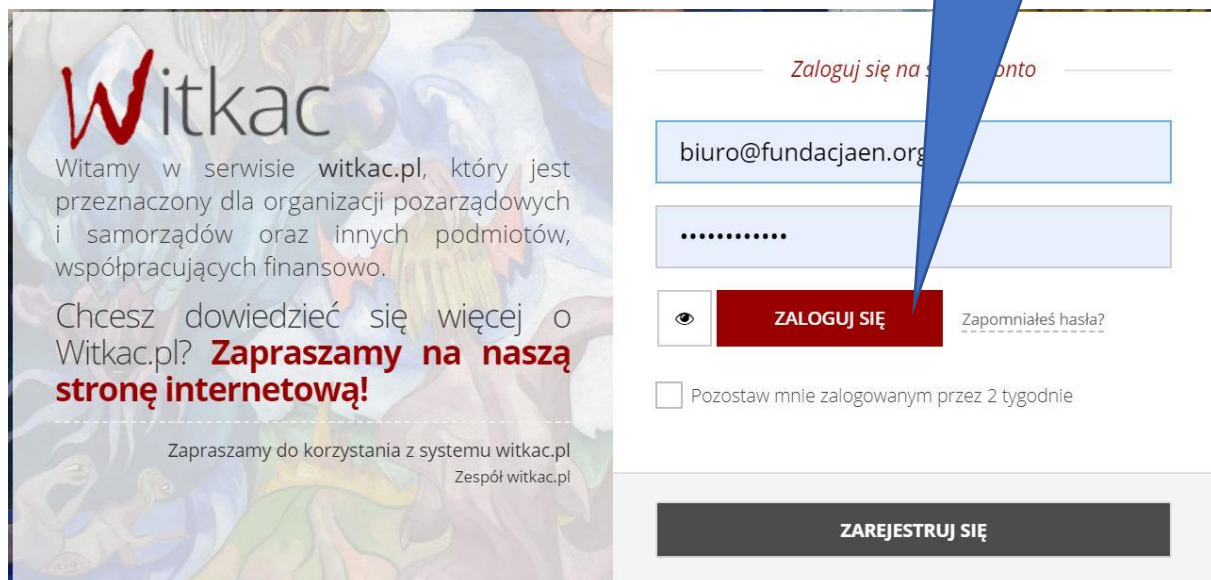 Witkac
Witamy w serwisie witkac.pl, który jest
przeznaczony dla organizacji pozarządowych
i samorządów oraz innych podmiotów,
współpracujących finansowo.
Chcesz dowiedzieć się więcej o
Witkac.pl? Zapraszamy na naszą
stronę internetową!
Zapraszamy do korzystania z systemu witkac.pl
Zespół witkac.pl
Zaloguj się na s onto
biuro@fundacjaen.org
••••••••••••
ZALOGUJ SIĘ
Zapomniałeś hasła?
Pozostaw mnie zalogowanym przez 2 tygodnie
ZAREJESTRUJ SIĘ